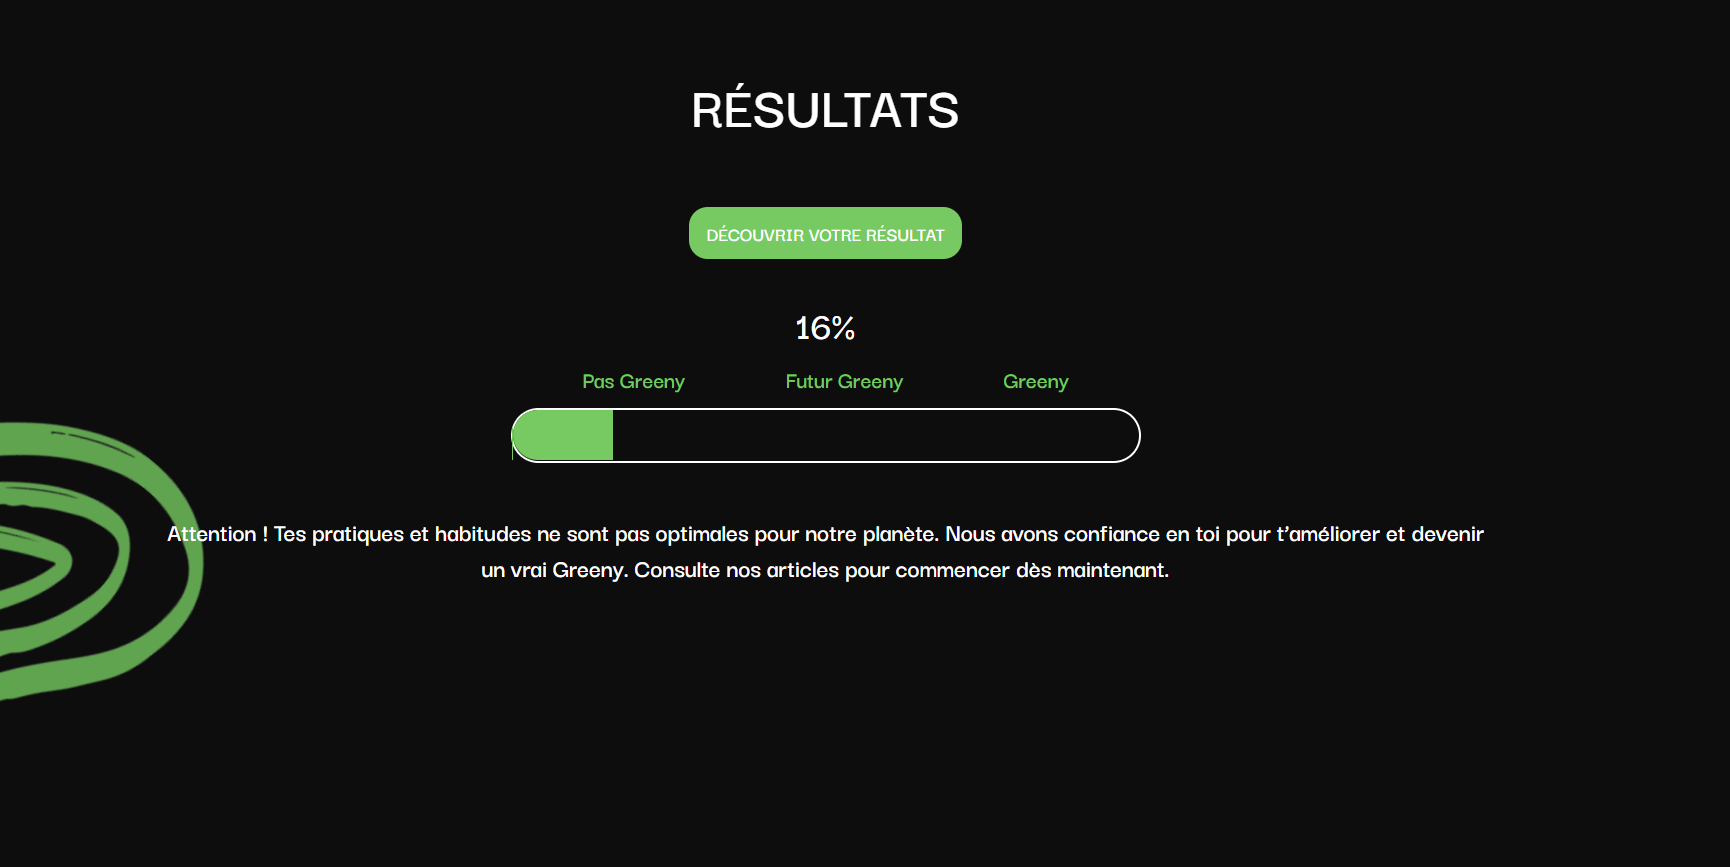 RÉSULTATS
DÉCOUVRIR VOTRE RÉSULTAT
16%
Pas Greeny Futur Greeny Greeny
Attention ! Tes pratiques et habitudes ne sont pas optimales pour notre planète. Nous avons confiance en toi pour t’améliorer et devenir
un vrai Greeny. Consulte nos articles pour commencer dès maintenant.